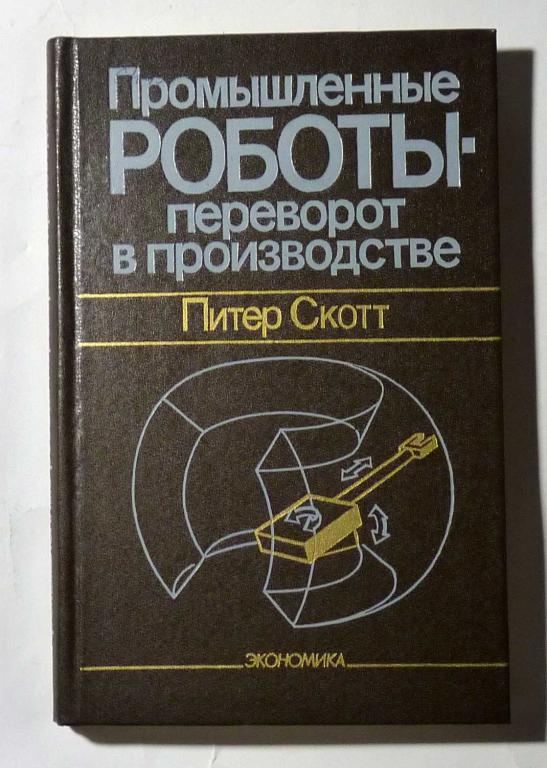 Промышленные
РОБОТЫ-
переворот
в производстве
Питер Скотт
ЭКОНОМИКА